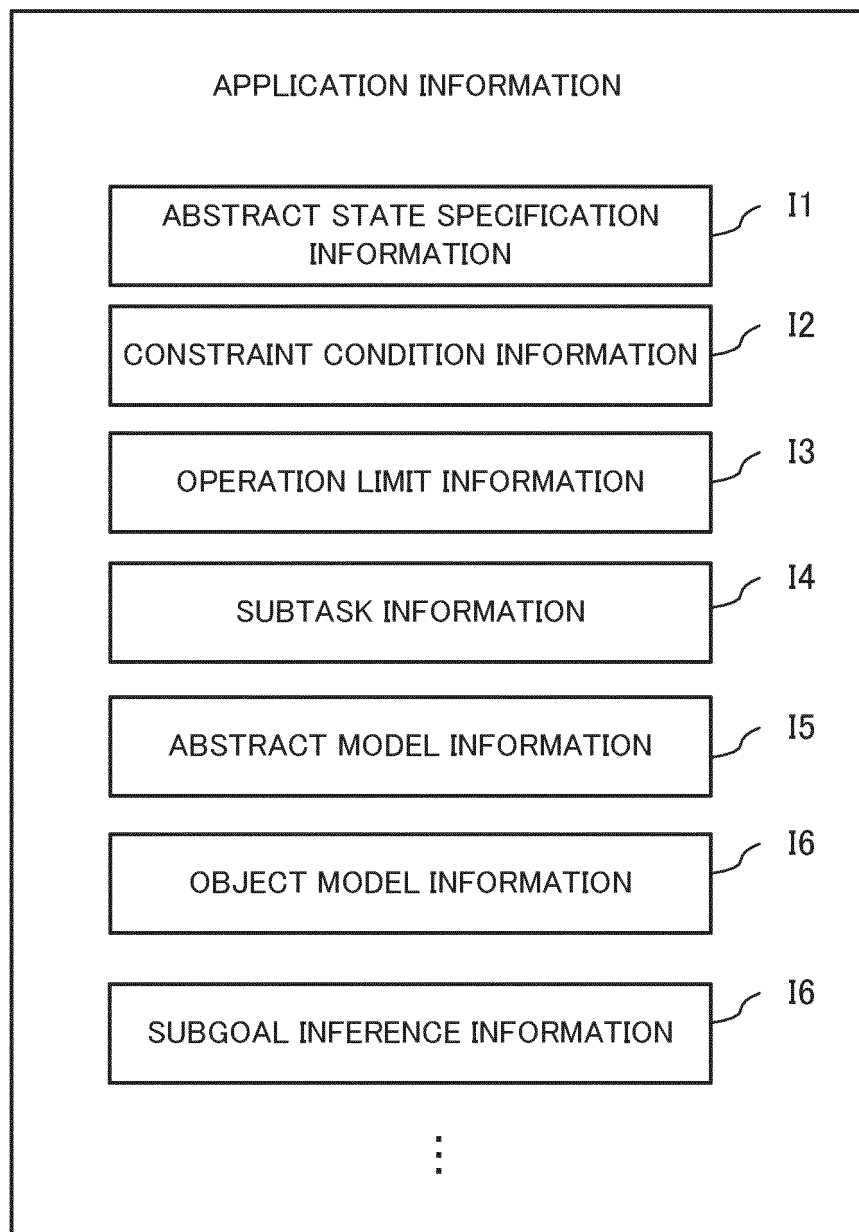 APPLICATION INFORMATION
ABSTRACT STATE SPECIFICATION
INFORMATION
I1
CONSTRAINT CONDITION INFORMATION
I2
OPERATION LIMIT INFORMATION
I3
SUBTASK INFORMATION
I4
ABSTRACT MODEL INFORMATION
I5
OBJECT MODEL INFORMATION
I6
SUBGOAL INFERENCE INFORMATION
I6
⋮